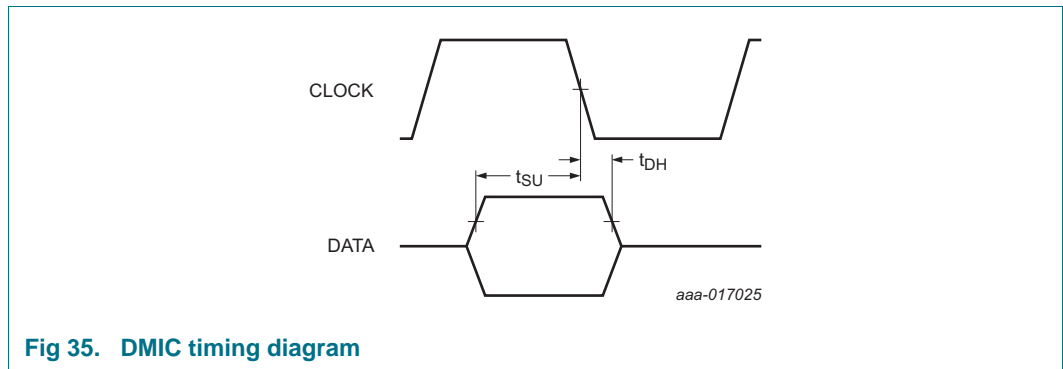 CLOCK
tDH
tSU
DATA
aaa-017025
Fig 35. DMIC timing diagram